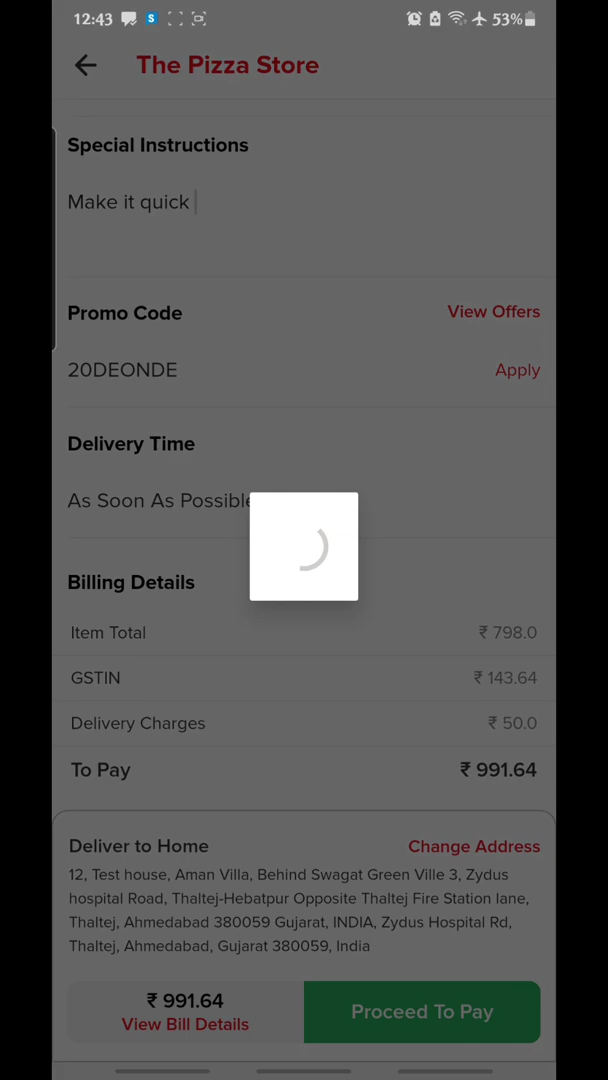 12:43 S 53%
The Pizza Store
Special Instructions
Make it quick
Promo Code View Offers
20DEONDE Apply
Delivery Time
As Soon As Possible
Billing Details
Item Total ₹ 798.0
GSTIN ₹ 143.64
Delivery Charges ₹ 50.0
To Pay ₹ 991.64
Deliver to Home Change Address
12, Test house, Aman Villa, Behind Swagat Green Ville 3, Zydus
hospital Road, Thaltej-Hebatpur Opposite Thaltej Fire Station lane,
Thaltej, Ahmedabad 380059 Gujarat, INDIA, Zydus Hospital Rd,
Thaltej, Ahmedabad, Gujarat 380059, India
₹ 991.64
View Bill Details
Proceed To Pay